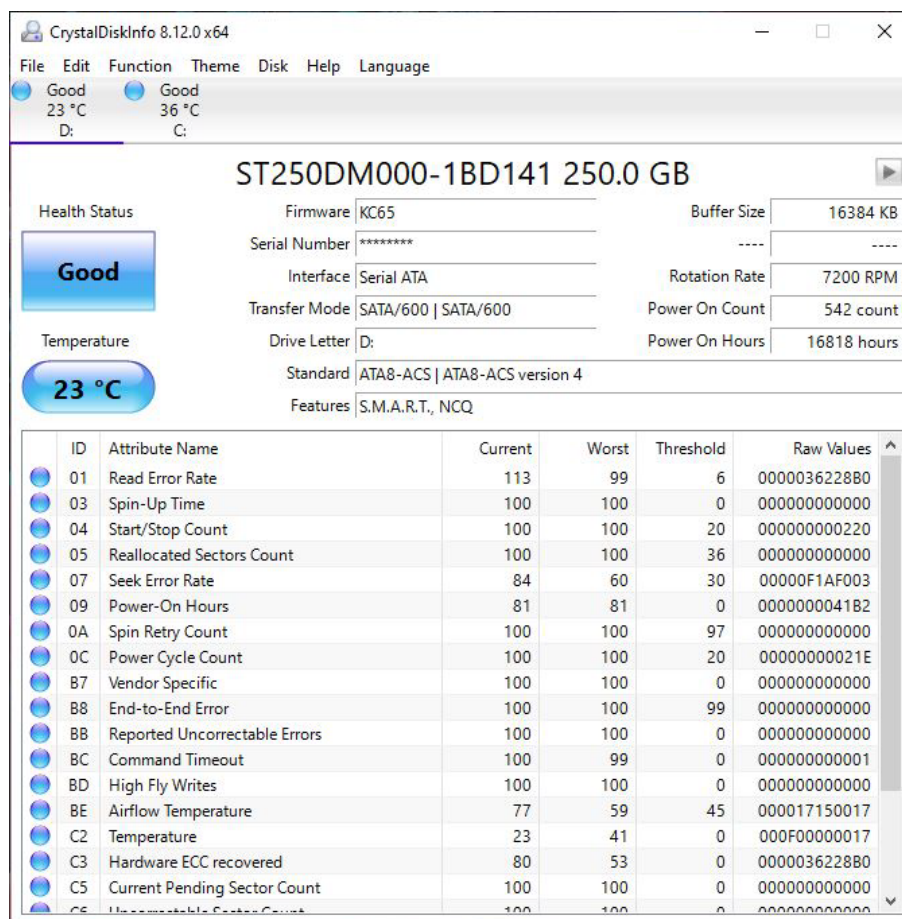 CrystalDiskInfo 8.12.0 x64
File Edit Function Theme Disk Help Language
Good Good
23 °C 36 °C
D: C:
ST250DM000-1BD141 250.0 GB
Health Status Firmware KC65 Buffer Size 16384 KB
Serial Number ******** ---- ----
Good Interface Serial ATA Rotation Rate 7200 RPM
Transfer Mode SATA/600 | SATA/600 Power On Count 542 count
Temperature Drive Letter D: Power On Hours 16818 hours
23 °C Standard ATA8-ACS | ATA8-ACS version 4
Features S.M.A.R.T., NCQ
ID Attribute Name Current Worst Threshold Raw Values
01 Read Error Rate 113 99 6 0000036228B0
03 Spin-Up Time 100 100 0 000000000000
04 Start/Stop Count 100 100 20 000000000220
05 Reallocated Sectors Count 100 100 36 000000000000
07 Seek Error Rate 84 60 30 00000F1AF003
09 Power-On Hours 81 81 0 0000000041B2
0A Spin Retry Count 100 100 97 000000000000
0C Power Cycle Count 100 100 20 00000000021E
B7 Vendor Specific 100 100 0 000000000000
B8 End-to-End Error 100 100 99 000000000000
BB Reported Uncorrectable Errors 100 100 0 000000000000
BC Command Timeout 100 99 0 000000000001
BD High Fly Writes 100 100 0 000000000000
BE Airflow Temperature 77 59 45 000017150017
C2 Temperature 23 41 0 000F00000017
C3 Hardware ECC recovered 80 53 0 0000036228B0
C5 Current Pending Sector Count 100 100 0 000000000000